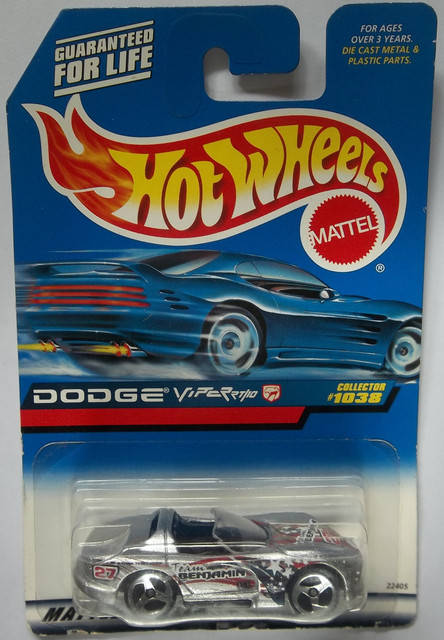 GUARANTEED
FOR LIFE
FOR AGES
OVER 3 YEARS.
DIE CAST METAL &
PLASTIC PARTS.
HOT WHEELS
MATTEL
®
DODGE® VIPER RT/10
COLLECTOR
#1038
27
Team
BENJAMIN
22405